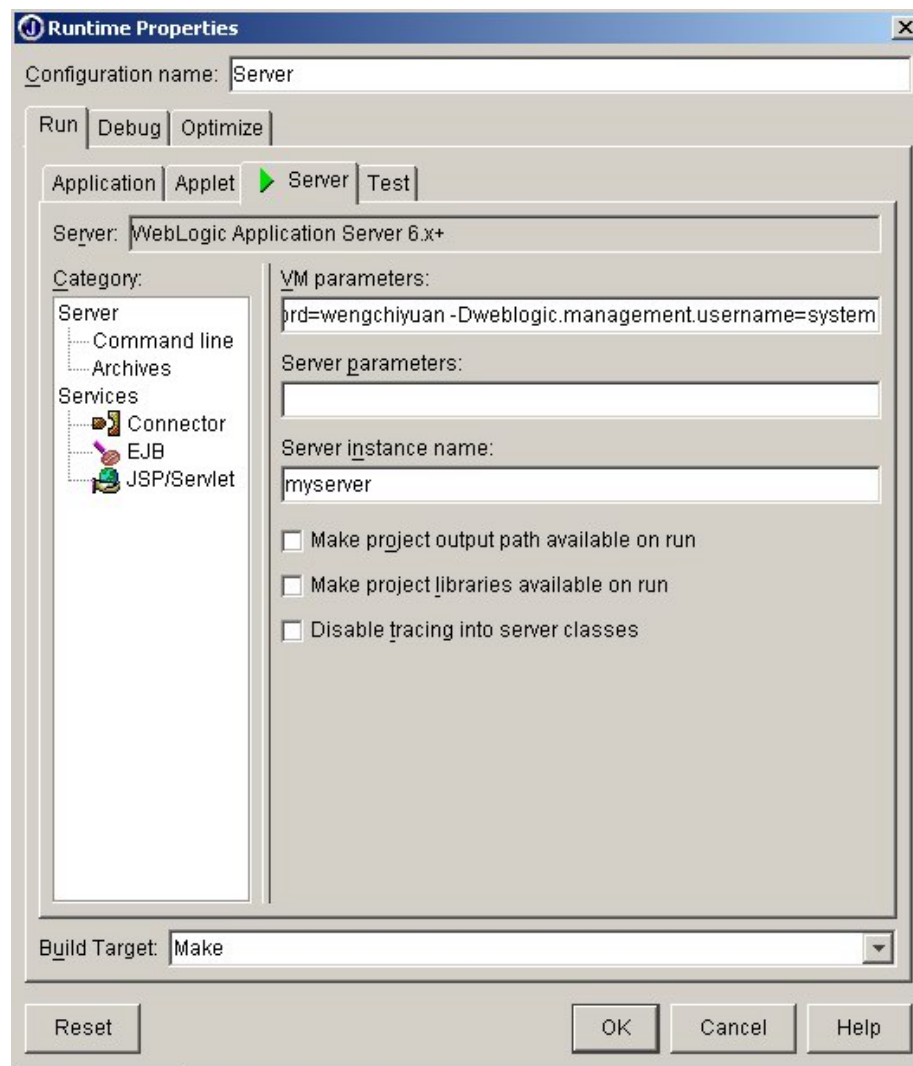 Runtime Properties
Configuration name: Server
Run Debug Optimize
Application Applet Server Test
Server: WebLogic Application Server 6.x+
Category:
Server
Command line
Archives
Services
Connector
EJB
JSP/Servlet
VM parameters:
ord=wengchiyuan -Dweblogic.management.username=system
Server parameters:
Server instance name:
myserver
Make project output path available on run
Make project libraries available on run
Disable tracing into server classes
Build Target: Make
Reset OK Cancel Help